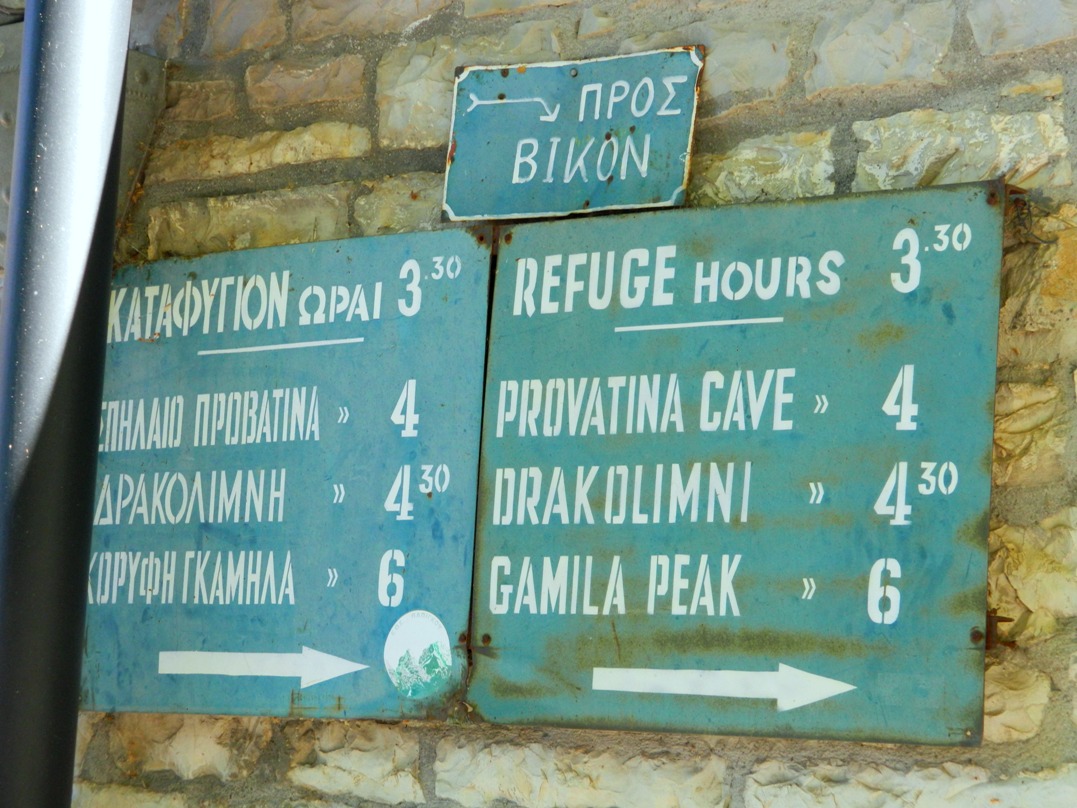 ΠΡΟΣ
ΒΙΚΟΝ
ΚΑΤΑΦΥΓΙΟΝ ΩΡΑΙ 3.30
ΣΠΗΛΑΙΟ ΠΡΟΒΑΤΙΝΑ » 4
ΔΡΑΚΟΛΙΜΝΗ » 4 30
ΚΟΡΥΦΗ ΓΚΑΜΗΛΑ » 6
REFUGE HOURS 3.30
PROVATINA CAVE » 4
DRAKOLIMNI » 4 30
GAMILA PEAK » 6